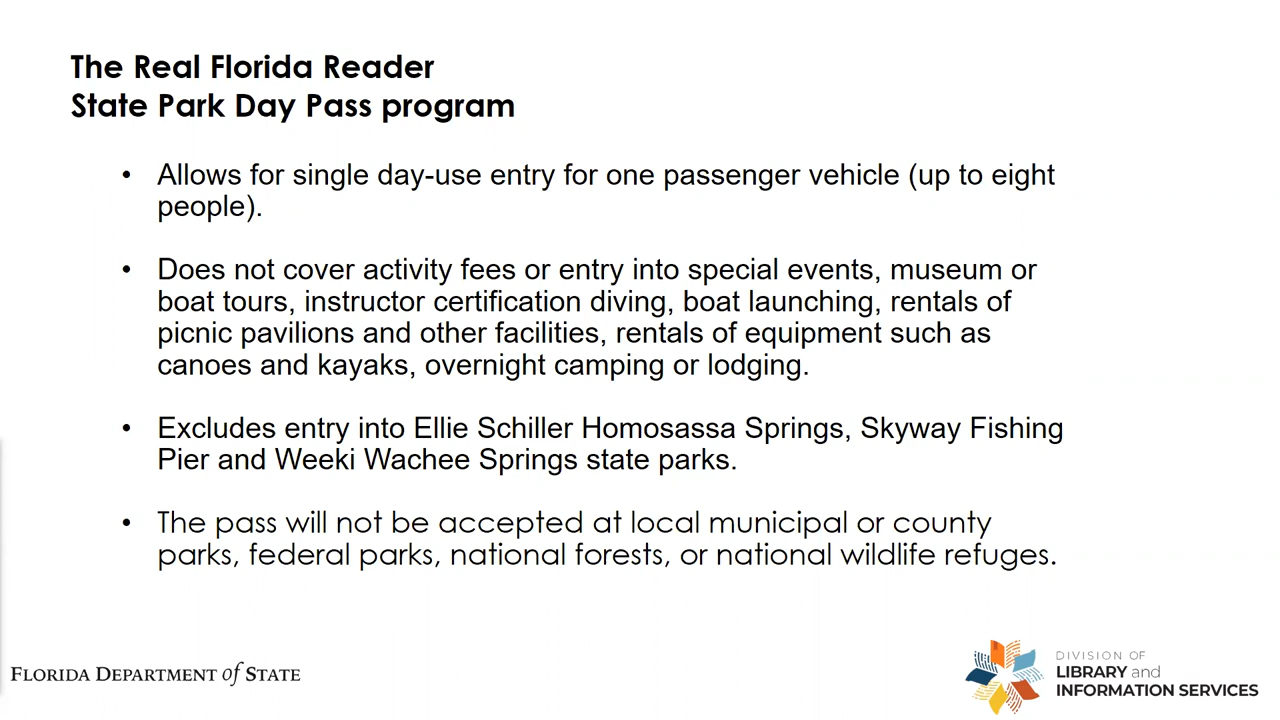 The Real Florida Reader
State Park Day Pass program
• Allows for single day-use entry for one passenger vehicle (up to eight
people).
• Does not cover activity fees or entry into special events, museum or
boat tours, instructor certification diving, boat launching, rentals of
picnic pavilions and other facilities, rentals of equipment such as
canoes and kayaks, overnight camping or lodging.
• Excludes entry into Ellie Schiller Homosassa Springs, Skyway Fishing
Pier and Weeki Wachee Springs state parks.
• The pass will not be accepted at local municipal or county
parks, federal parks, national forests, or national wildlife refuges.
FLORIDA DEPARTMENT of STATE
DIVISION OF
LIBRARY and
INFORMATION SERVICES